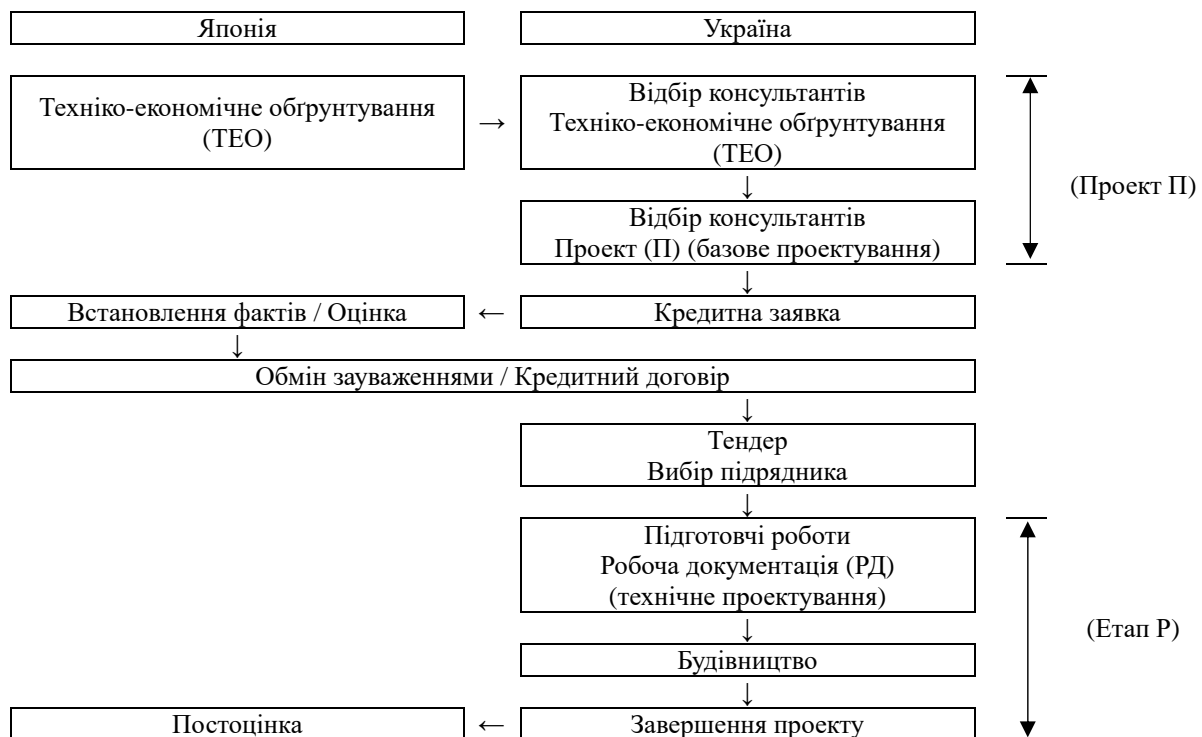 Японія
Україна
Техніко-економічне обґрунтування
(ТЕО)
→
Відбір консультантів
Техніко-економічне обґрунтування
(ТЕО)
(Проект П)
↓
Відбір консультантів
Проект (П) (базове проектування)
↓
Встановлення фактів / Оцінка
←
Кредитна заявка
↓
Обмін зауваженнями / Кредитний договір
↓
Тендер
Вибір підрядника
↓
Підготовчі роботи
Робоча документація (РД)
(технічне проектування)
(Етап Р)
↓
Будівництво
↓
Постоцінка
←
Завершення проекту